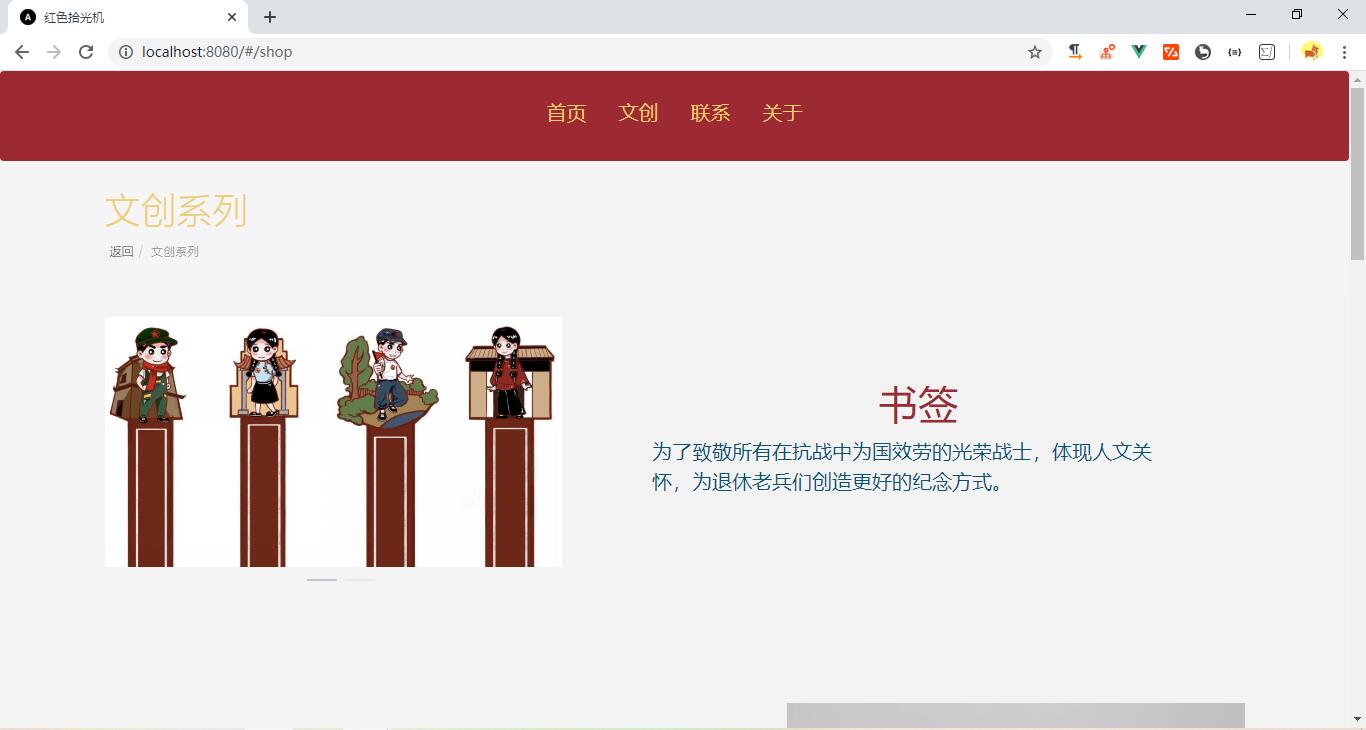 红色拾光机
localhost:8080/#/shop
首页 文创 联系 关于
文创系列
返回 / 文创系列
书签
为了致敬所有在抗战中为国效劳的光荣战士，体现人文关
怀，为退休老兵们创造更好的纪念方式。